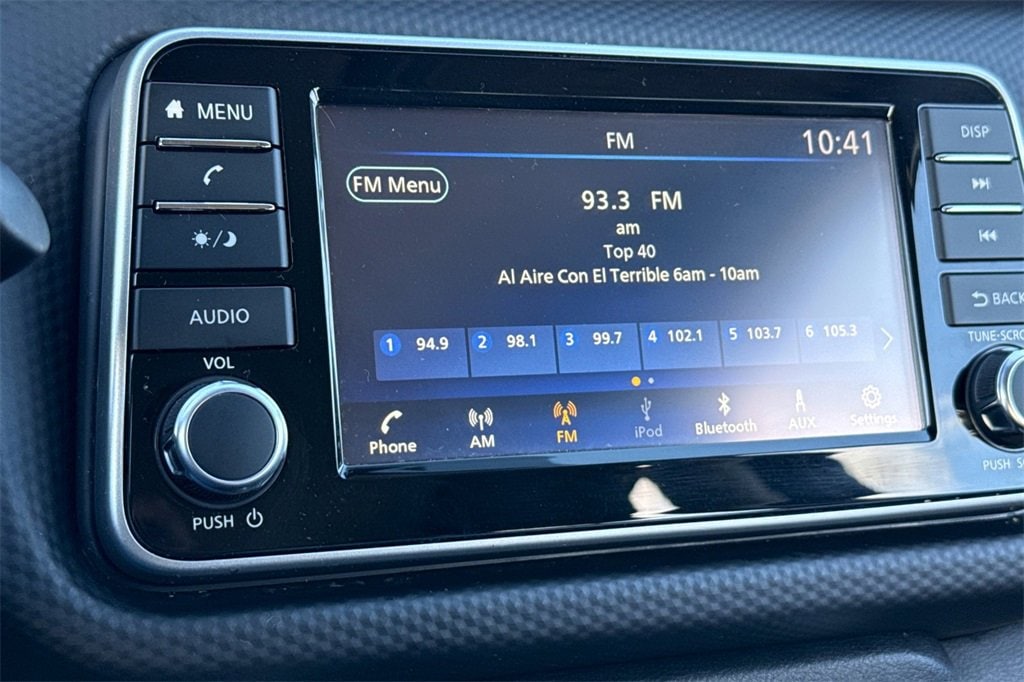 MENU
AUDIO
VOL
PUSH
FM
10:41
FM Menu
93.3 FM
am
Top 40
Al Aire Con El Terrible 6am - 10am
1 94.9 2 98.1 3 99.7 4 102.1 5 103.7 6 105.3
Phone AM FM iPod Bluetooth AUX Settings
DISP
BACK
PUSH